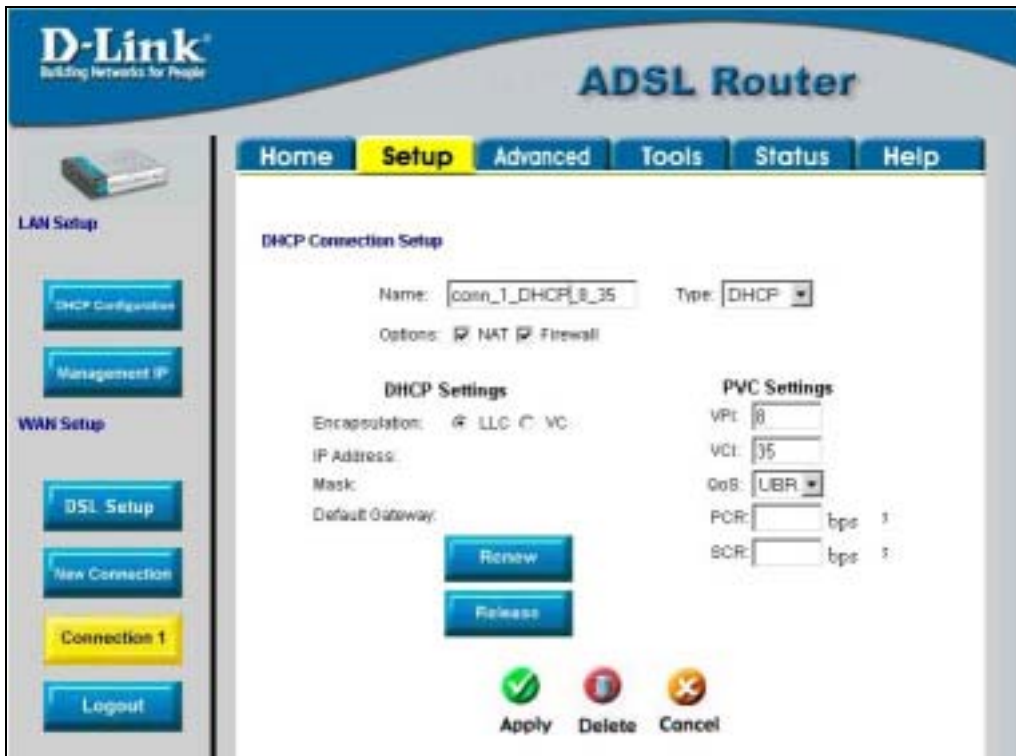 D-Link
Building Networks for People
ADSL Router
Home Setup Advanced Tools Status Help
LAN Setup
DHCP Configuration
Management IP
WAN Setup
DSL Setup
New Connection
Connection 1
Logout
DHCP Connection Setup
Name: conn_1_DHCP_8_35 Type: DHCP
Options: NAT Firewall
DHCP Settings
Encapsulation: LLC VC
IP Address:
Mask:
Default Gateway:
Renew
Release
PVC Settings
VPI: 8
VCI: 35
QoS: UBR
PCR: bps
SCR: bps
Apply Delete Cancel